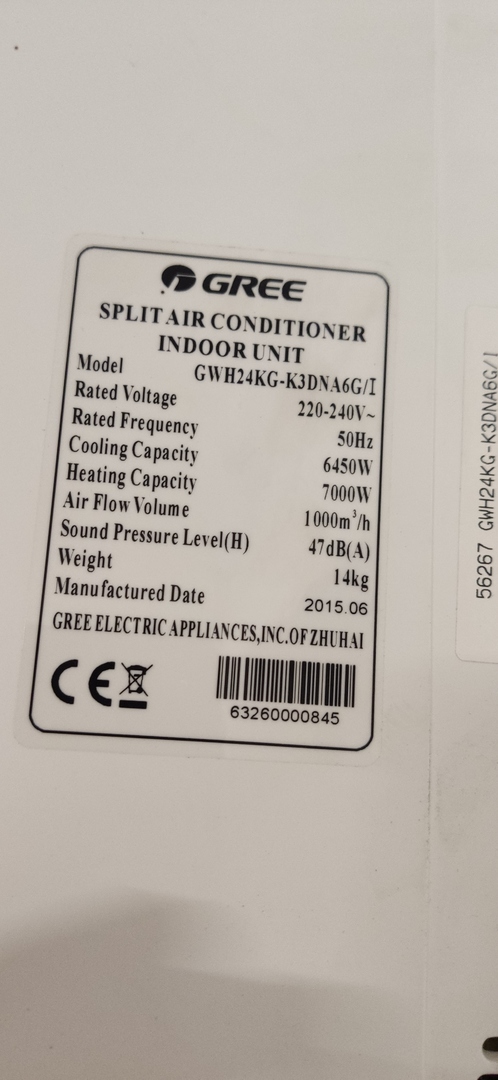 GREE
SPLIT AIR CONDITIONER
INDOOR UNIT
Model GWH24KG-K3DNA6G/I
Rated Voltage 220-240V~
Rated Frequency 50Hz
Cooling Capacity 6450W
Heating Capacity 7000W
Air Flow Volume 1000m³/h
Sound Pressure Level(H) 47dB(A)
Weight 14kg
Manufactured Date 2015.06
GREE ELECTRIC APPLIANCES,INC.OF ZHUHAI
CE
63260000845
56267 GWH24KG-K3DNA6G/I